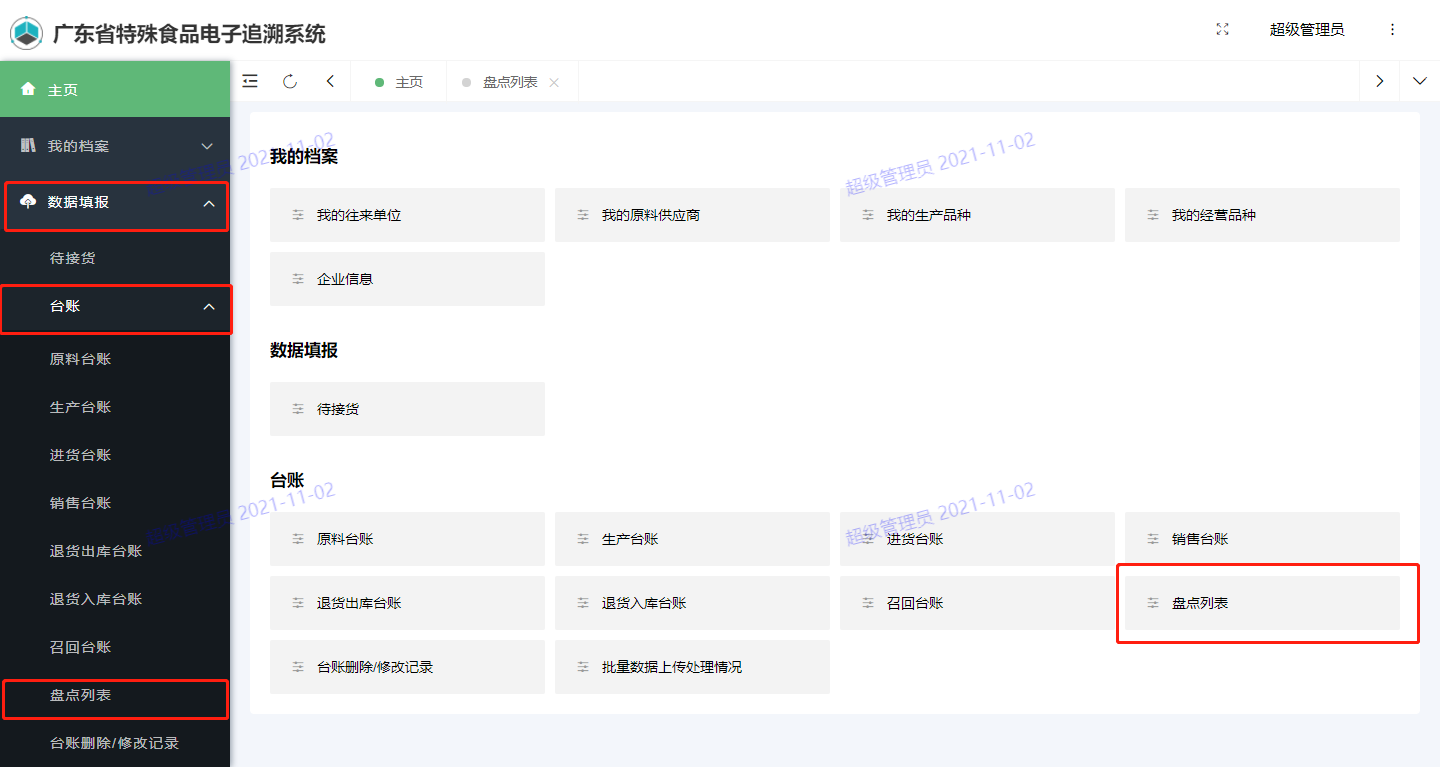 广东省特殊食品电子追溯系统
超级管理员
主页
我的档案
数据填报
待接货
台账
原料台账
生产台账
进货台账
销售台账
退货出库台账
退货入库台账
召回台账
盘点列表
台账删除/修改记录
主页
盘点列表
我的档案
我的往来单位
我的原料供应商
我的生产品种
我的经营品种
企业信息
数据填报
待接货
台账
原料台账
生产台账
进货台账
销售台账
退货出库台账
退货入库台账
召回台账
盘点列表
台账删除/修改记录
批量数据上传处理情况
超级管理员 2021-11-02
超级管理员 2021-11-02
超级管理员 2021-11-02
超级管理员 2021-11-02